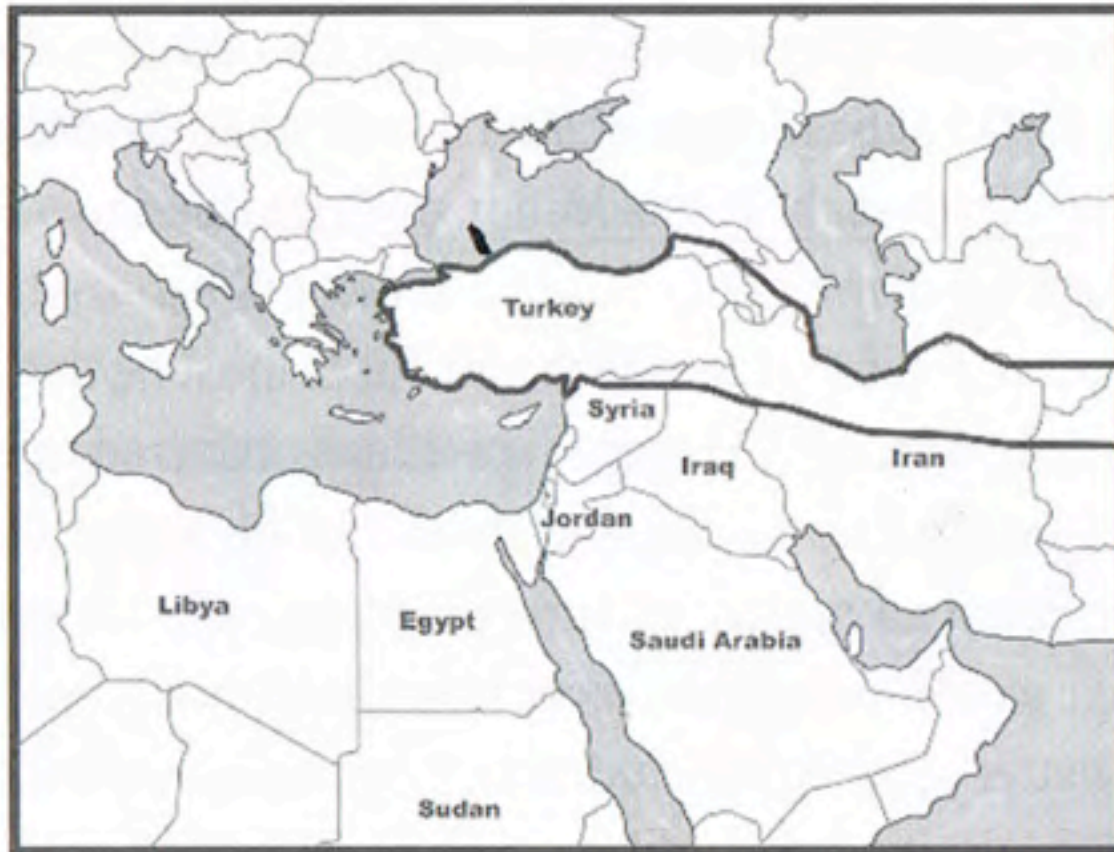 Turkey
Syria
Iraq
Iran
Jordan
Libya
Egypt
Saudi Arabia
Sudan